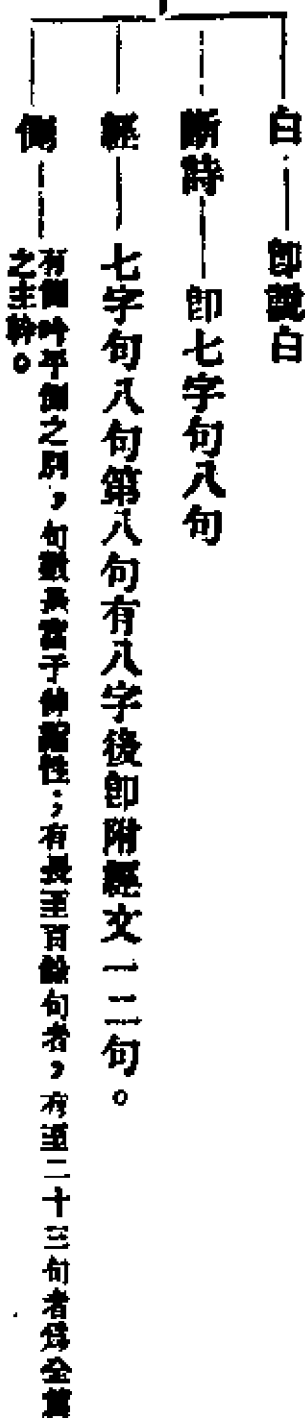 白——即說白
斷詩——即七字句八句
經——七字句八句第八句有八字後即附經文一二句。
側——有側吟平側之別，句數具富于伸縮性；有長至百餘句者，有至二十三句者爲全篇
之主幹。